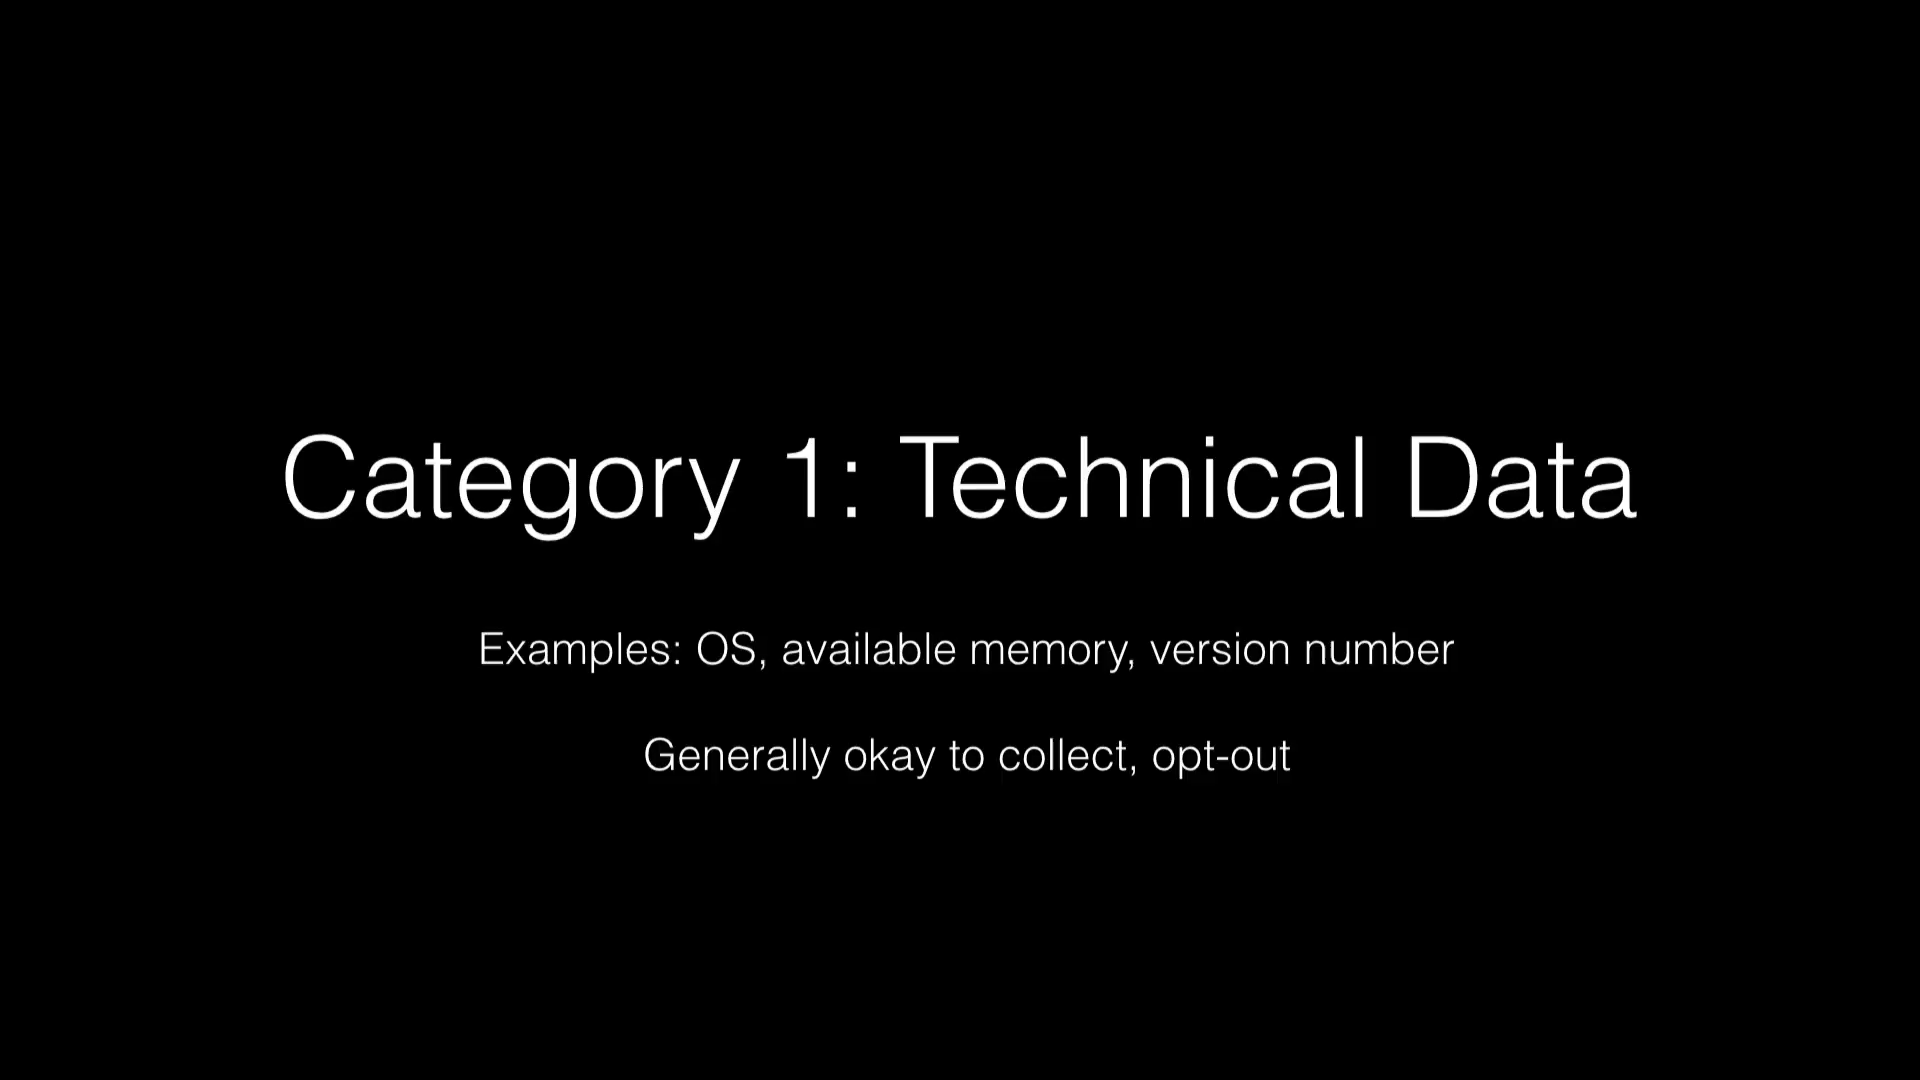 Category 1: Technical Data
Examples: OS, available memory, version number
Generally okay to collect, opt-out